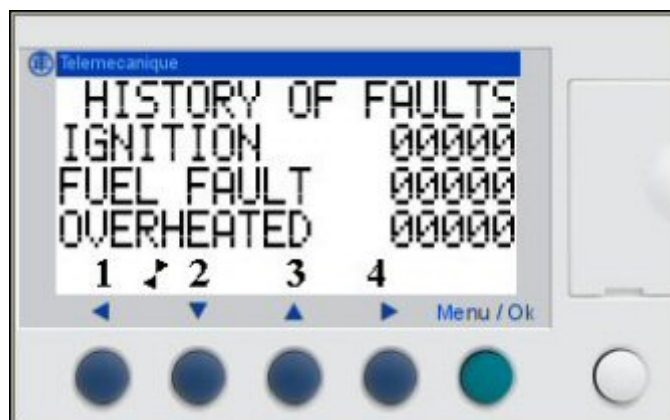 Telemecanique
HISTORY OF FAULTS
IGNITION 00000
FUEL FAULT 00000
OVERHEATED 00000
1 2 3 4
Menu / Ok